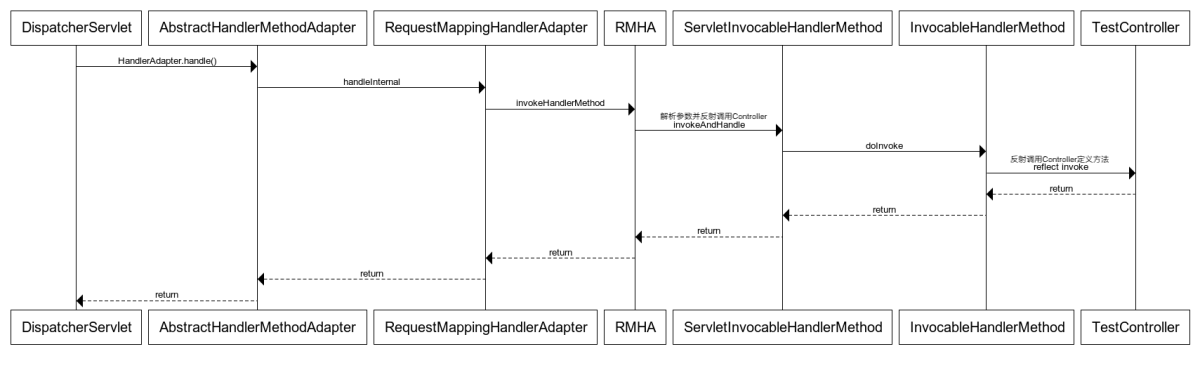 DispatcherServlet
AbstractHandlerMethodAdapter
RequestMappingHandlerAdapter
RMHA
ServletInvocableHandlerMethod
InvocableHandlerMethod
TestController
HandlerAdapter.handle()
handleInternal
invokeHandlerMethod
解析参数并反射调用Controller
invokeAndHandle
doInvoke
反射调用Controller定义方法
reflect invoke
return
return
return
return
return
return
DispatcherServlet
AbstractHandlerMethodAdapter
RequestMappingHandlerAdapter
RMHA
ServletInvocableHandlerMethod
InvocableHandlerMethod
TestController